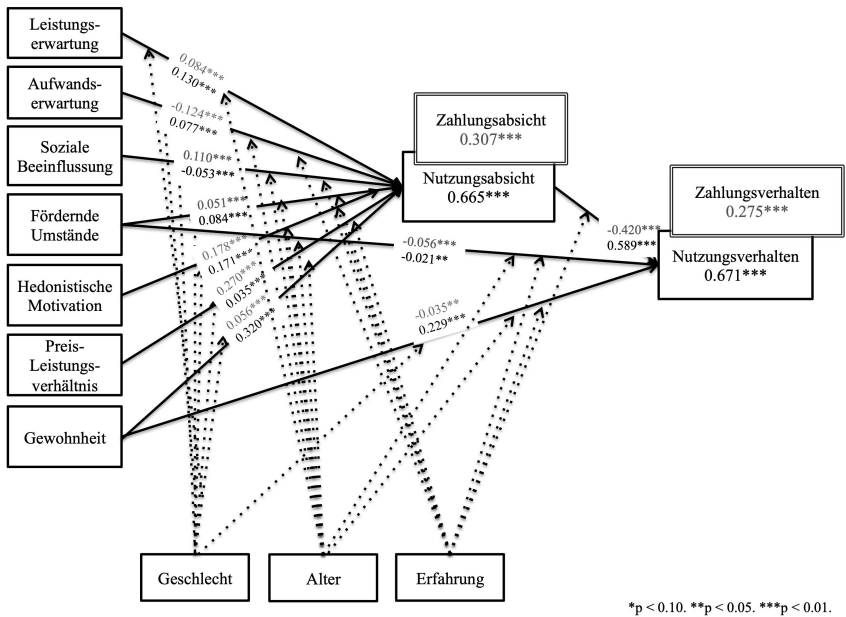 Leistungs-
erwartung
Aufwands-
erwartung
Soziale
Beeinflussung
Fördernde
Umstände
Hedonistische
Motivation
Preis-
Leistungs-
verhältnis
Gewohnheit
0.084***
0.130***
-0.124***
0.077***
0.110***
-0.053***
0.051***
0.084***
0.178***
0.171***
0.270***
0.035***
0.056***
0.320***
Zahlungsabsicht
0.307***
Nutzungsabsicht
0.665***
-0.056***
-0.021**
-0.035**
0.229***
-0.420***
0.589***
Zahlungsverhalten
0.275***
Nutzungsverhalten
0.671***
Geschlecht
Alter
Erfahrung
*p < 0.10. **p < 0.05. ***p < 0.01.